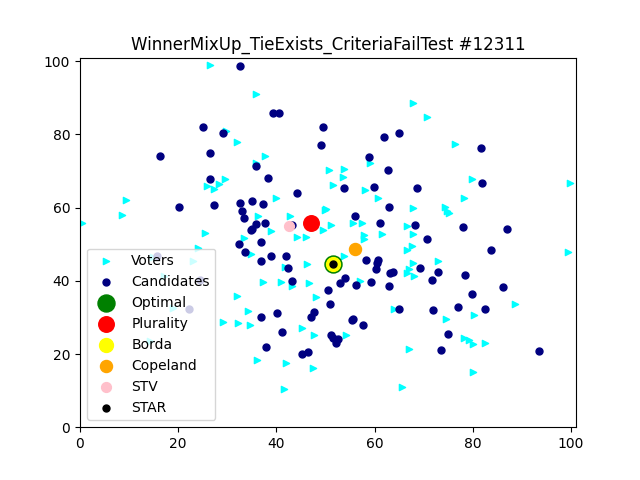 WinnerMixUp_TieExists_CriteriaFailTest #12311
100
80
60
40
20
0
0
20
40
60
80
100
Voters
Candidates
Optimal
Plurality
Borda
Copeland
STV
STAR